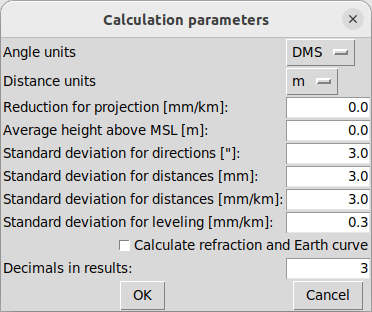 Calculation parameters
Angle units DMS
Distance units m
Reduction for projection [mm/km]: 0.0
Average height above MSL [m]: 0.0
Standard deviation for directions ["]: 3.0
Standard deviation for distances [mm]: 3.0
Standard deviation for distances [mm/km]: 3.0
Standard deviation for leveling [mm/km]: 0.3
Calculate refraction and Earth curve
Decimals in results: 3
OK Cancel